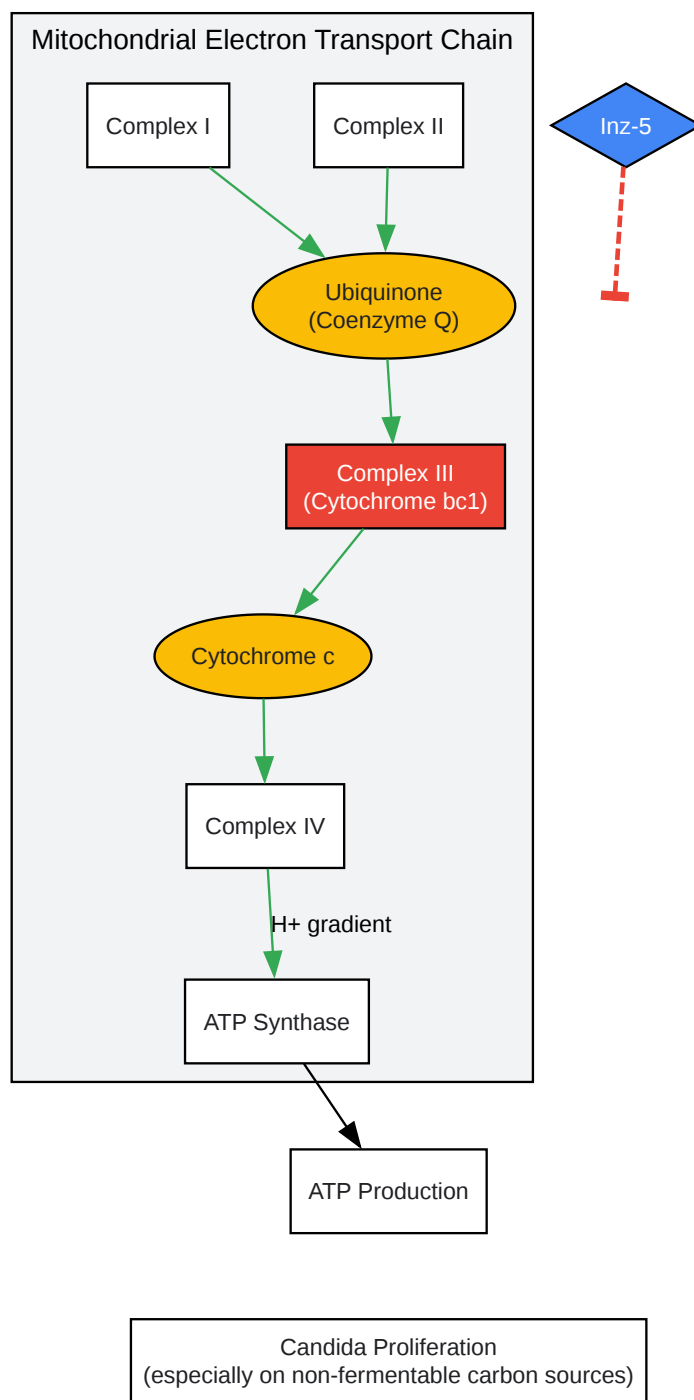 Mitochondrial Electron Transport Chain
Complex I
Complex II
Inz-5
Ubiquinone
(Coenzyme Q)
Complex III
(Cytochrome bc1)
Cytochrome c
Complex IV
H+ gradient
ATP Synthase
ATP Production
Candida Proliferation
(especially on non-fermentable carbon sources)